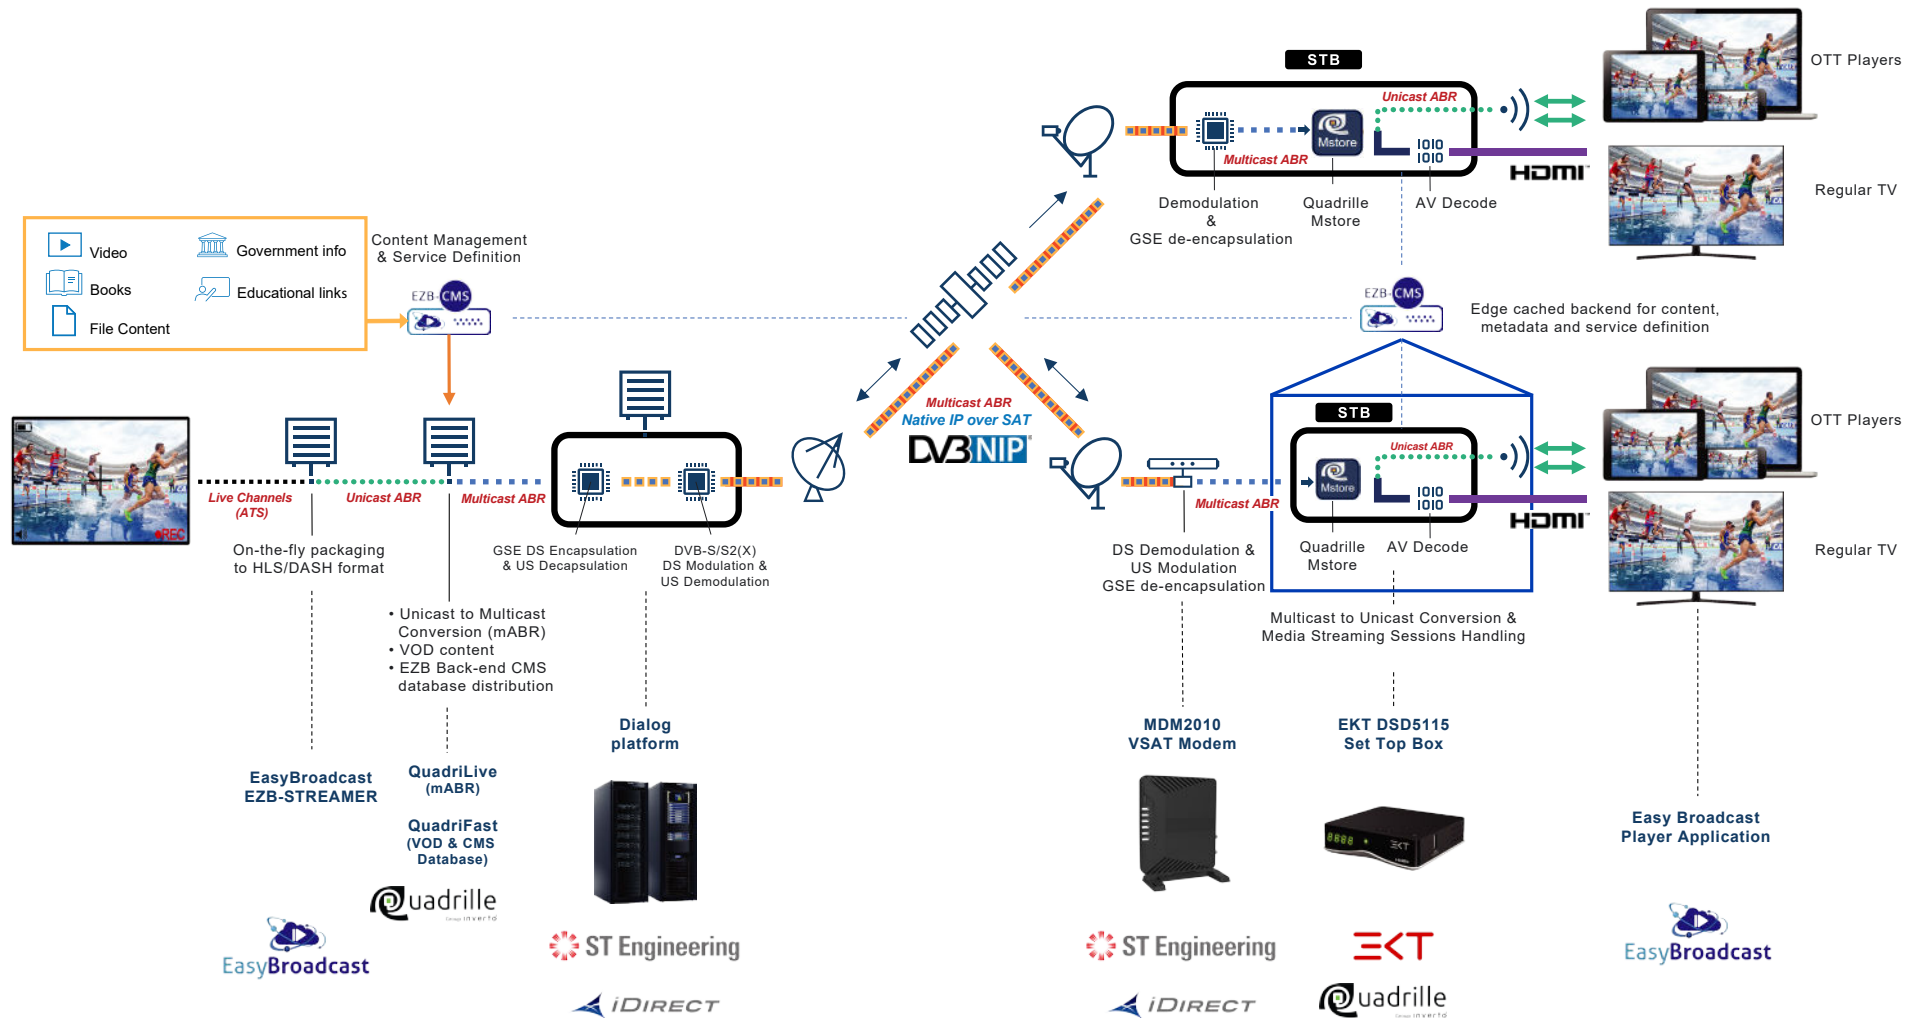 STB
OTT Players
Unicast ABR
Mstore
1010
1010
Multicast ABR
HDMI
Regular TV
Demodulation
&
GSE de-encapsulation
Quadrille
Mstore
AV Decode
Video
Government info
Books
Educational links
File Content
Content Management
& Service Definition
EZB-CMS
EZB-CMS
Edge cached backend for content,
metadata and service definition
Multicast ABR
Native IP over SAT
DVB NIP
REC
Live Channels
(ATS)
Unicast ABR
Multicast ABR
On-the-fly packaging
to HLS/DASH format
GSE DS Encapsulation
& US Decapsulation
DVB-S/S2(X)
DS Modulation &
US Demodulation
• Unicast to Multicast
Conversion (mABR)
• VOD content
• EZB Back-end CMS
database distribution
STB
OTT Players
Unicast ABR
Mstore
1010
1010
Multicast ABR
HDMI
Regular TV
DS Demodulation &
US Modulation
GSE de-encapsulation
Quadrille
Mstore
AV Decode
Multicast to Unicast Conversion &
Media Streaming Sessions Handling
EasyBroadcast
EZB-STREAMER
QuadriLive
(mABR)
QuadriFast
(VOD & CMS
Database)
Dialog
platform
MDM2010
VSAT Modem
EKT DSD5115
Set Top Box
8888
EKT
Easy Broadcast
Player Application
EasyBroadcast
Quadrille
ST Engineering
iDIRECT
ST Engineering
iDIRECT
EKT
Quadrille
EasyBroadcast